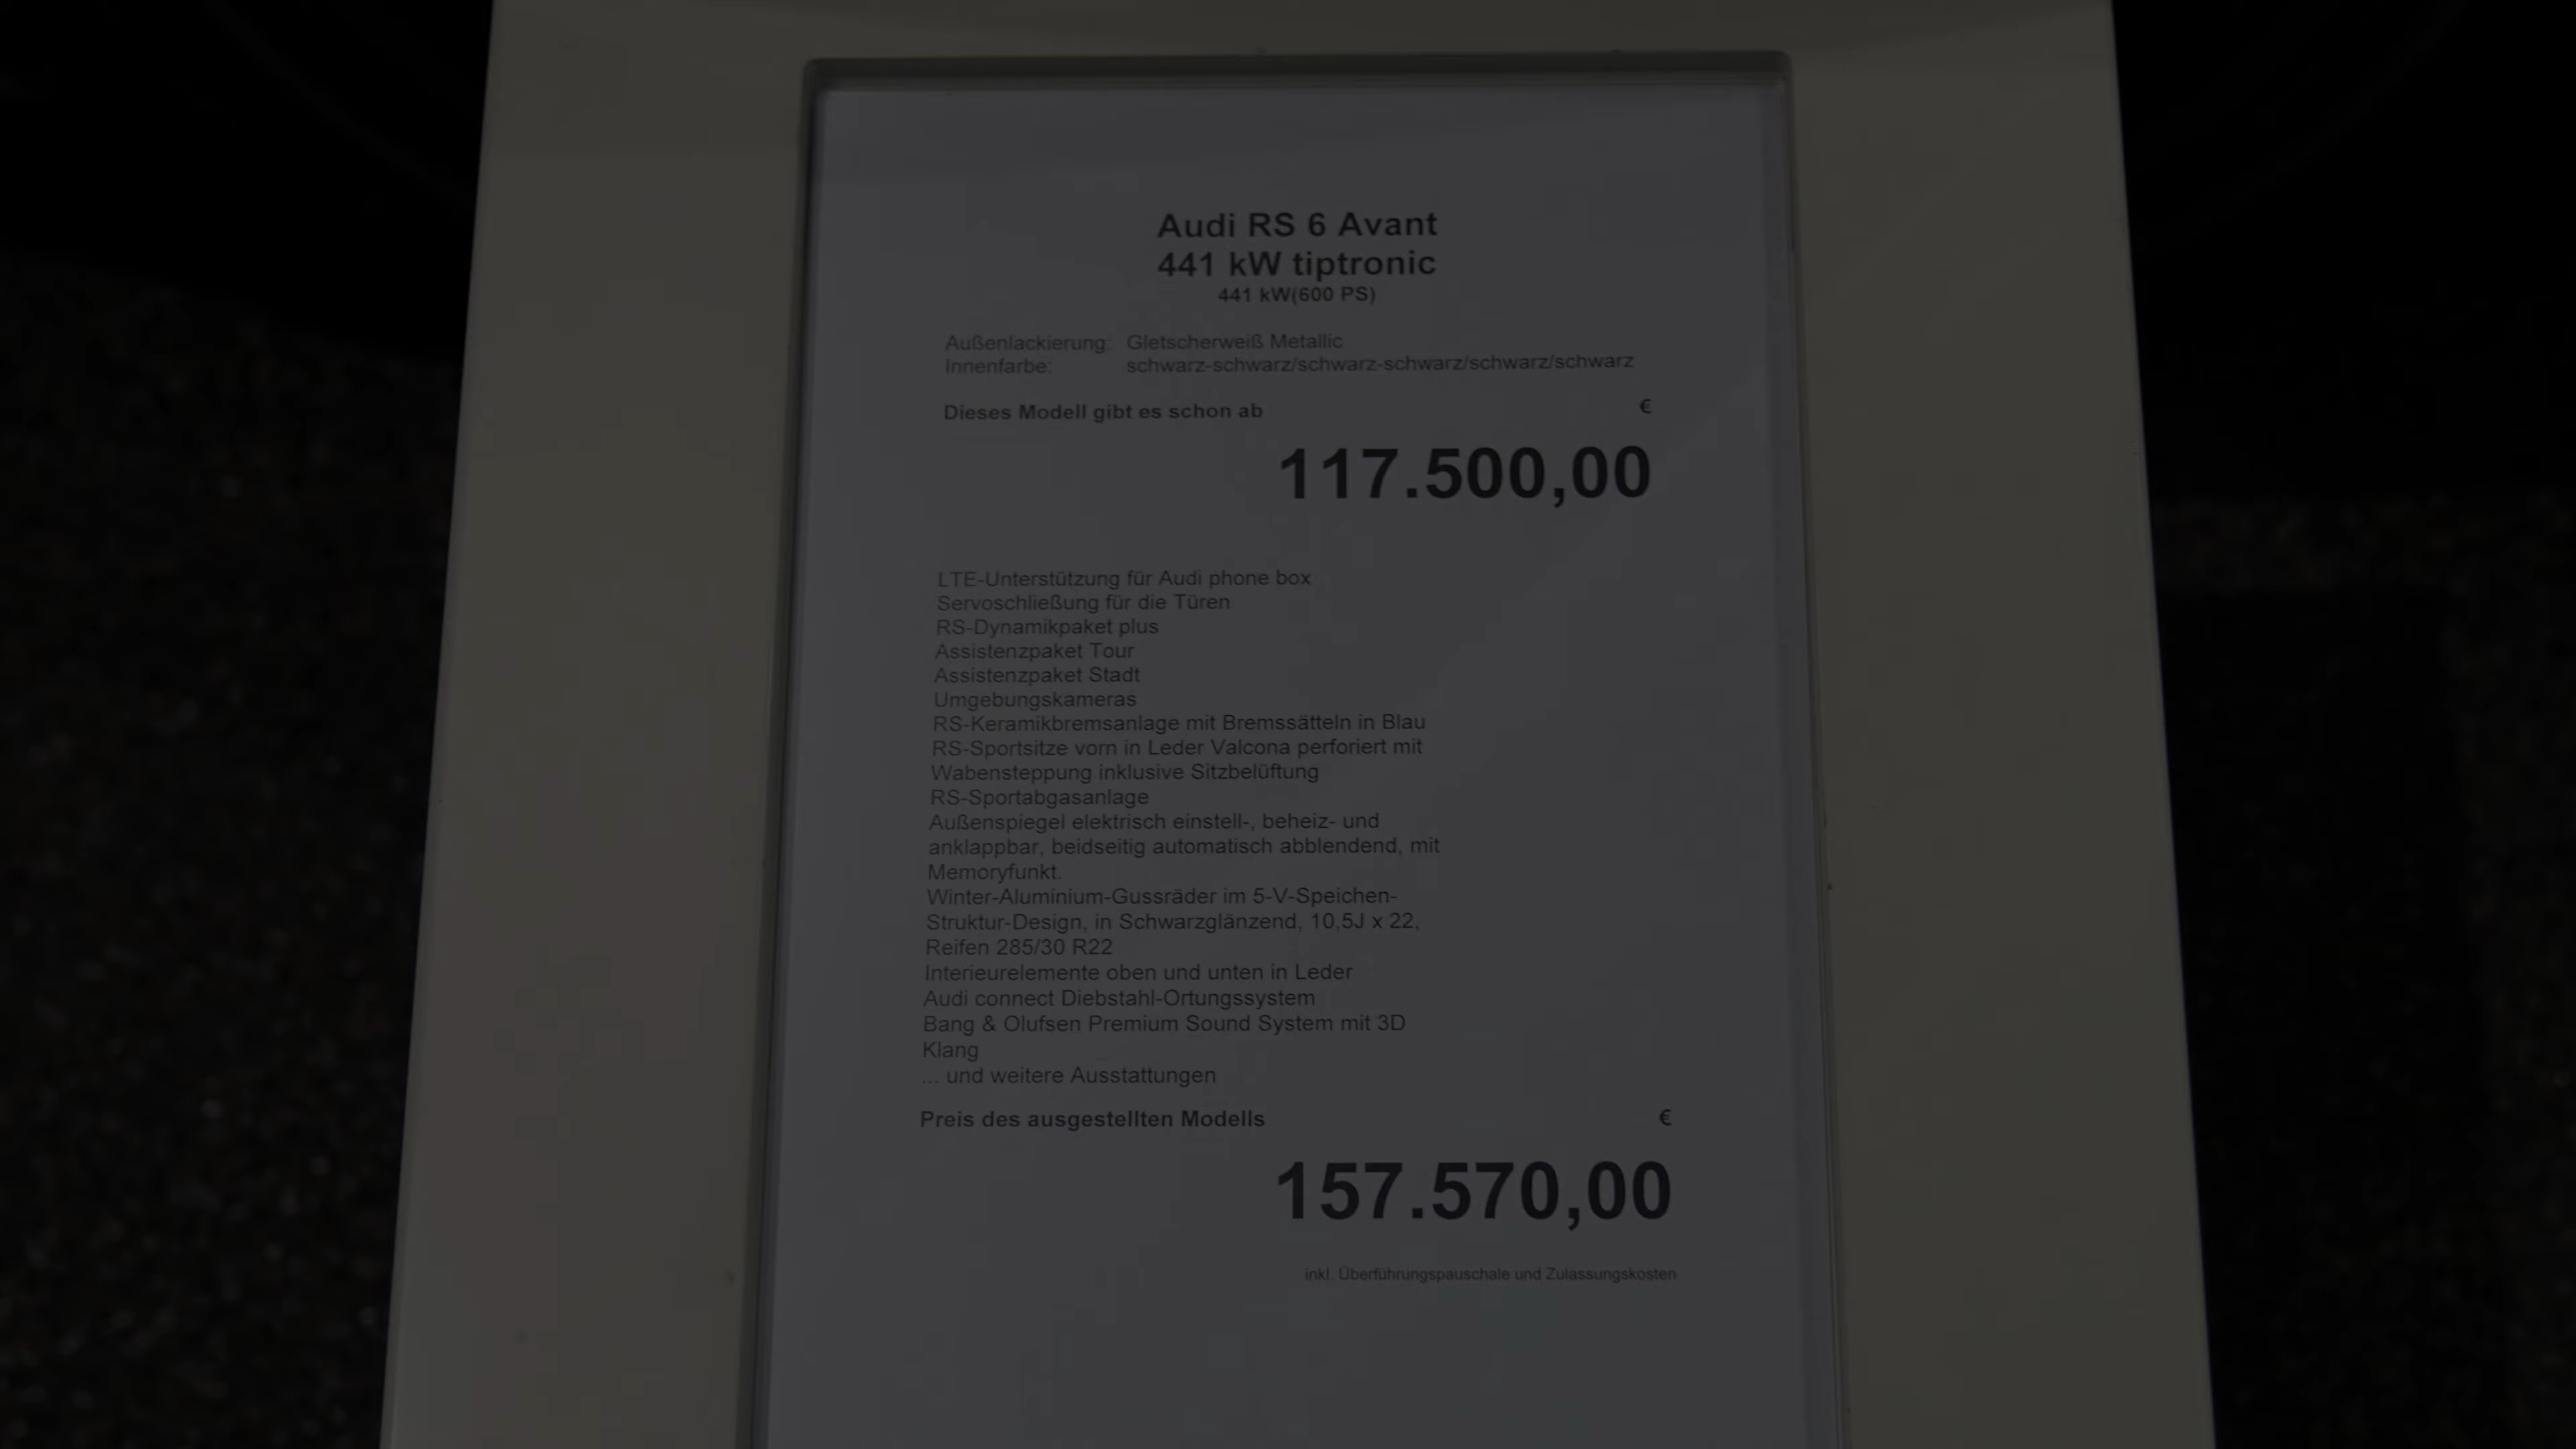 Audi RS 6 Avant
441 kW tiptronic
441 kW(600 PS)
Außenlackierung: Gletscherweiß Metallic
Innenfarbe: schwarz-schwarz/schwarz-schwarz/schwarz/schwarz
Dieses Modell gibt es schon ab €
117.500,00
LTE-Unterstützung für Audi phone box
Servoschließung für die Türen
RS-Dynamikpaket plus
Assistenzpaket Tour
Assistenzpaket Stadt
Umgebungskameras
RS-Keramikbremsanlage mit Bremssätteln in Blau
RS-Sportsitze vorn in Leder Valcona perforiert mit
Wabensteppung inklusive Sitzbelüftung
RS-Sportabgasanlage
Außenspiegel elektrisch einstell-, beheiz- und
anklappbar, beidseitig automatisch abblendend, mit
Memoryfunkt.
Winter-Aluminium-Gussräder im 5-V-Speichen-
Struktur-Design, in Schwarzglänzend, 10,5J x 22,
Reifen 285/30 R22
Interieurelemente oben und unten in Leder
Audi connect Diebstahl-Ortungssystem
Bang & Olufsen Premium Sound System mit 3D
Klang
... und weitere Ausstattungen
Preis des ausgestellten Modells €
157.570,00
inkl. Überführungspauschale und Zulassungskosten